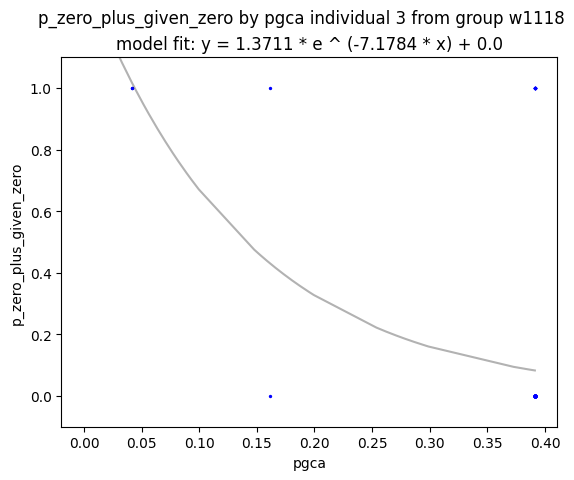 p_zero_plus_given_zero by pgca individual 3 from group w1118
model fit: y = 1.3711 * e ^ (-7.1784 * x) + 0.0
1.0
0.8
0.6
0.4
0.2
0.0
p_zero_plus_given_zero
0.00 0.05 0.10 0.15 0.20 0.25 0.30 0.35 0.40
pgca